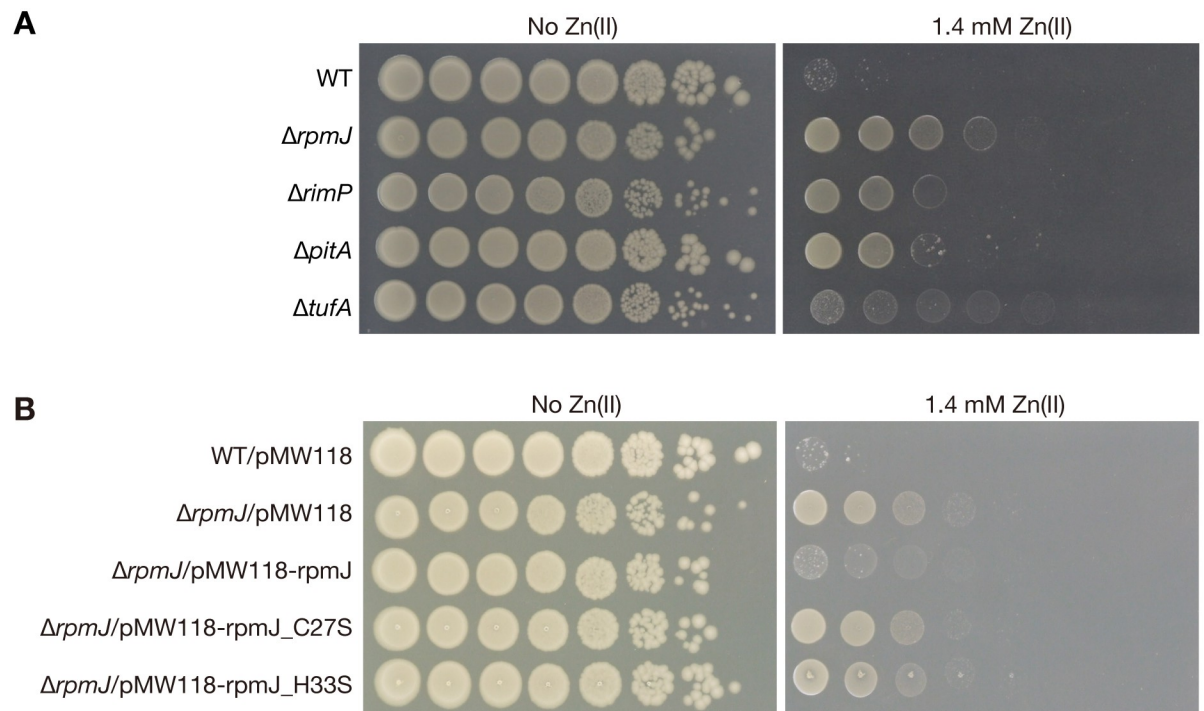 A
No Zn(II)
1.4 mM Zn(II)
WT
ΔrpmJ
ΔrimP
ΔpitA
ΔtufA
B
No Zn(II)
1.4 mM Zn(II)
WT/pMW118
ΔrpmJ/pMW118
ΔrpmJ/pMW118-rpmJ
ΔrpmJ/pMW118-rpmJ_C27S
ΔrpmJ/pMW118-rpmJ_H33S